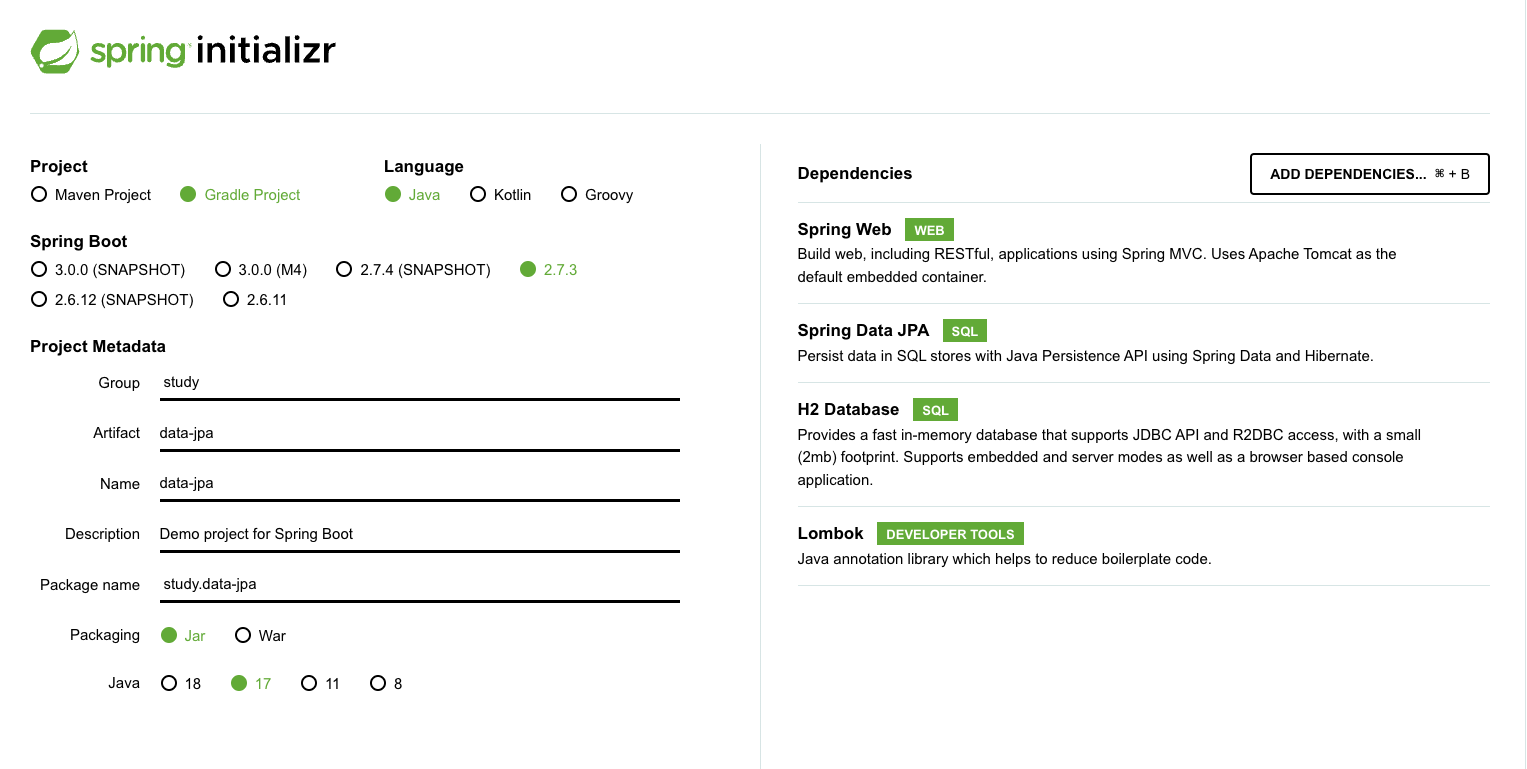 spring initializr
Project
Maven Project Gradle Project
Language
Java Kotlin Groovy
Spring Boot
3.0.0 (SNAPSHOT) 3.0.0 (M4) 2.7.4 (SNAPSHOT) 2.7.3
2.6.12 (SNAPSHOT) 2.6.11
Project Metadata
Group study
Artifact data-jpa
Name data-jpa
Description Demo project for Spring Boot
Package name study.data-jpa
Packaging Jar War
Java 18 17 11 8
Dependencies
ADD DEPENDENCIES... ⌘ + B
Spring Web WEB
Build web, including RESTful, applications using Spring MVC. Uses Apache Tomcat as the
default embedded container.
Spring Data JPA SQL
Persist data in SQL stores with Java Persistence API using Spring Data and Hibernate.
H2 Database SQL
Provides a fast in-memory database that supports JDBC API and R2DBC access, with a small
(2mb) footprint. Supports embedded and server modes as well as a browser based console
application.
Lombok DEVELOPER TOOLS
Java annotation library which helps to reduce boilerplate code.